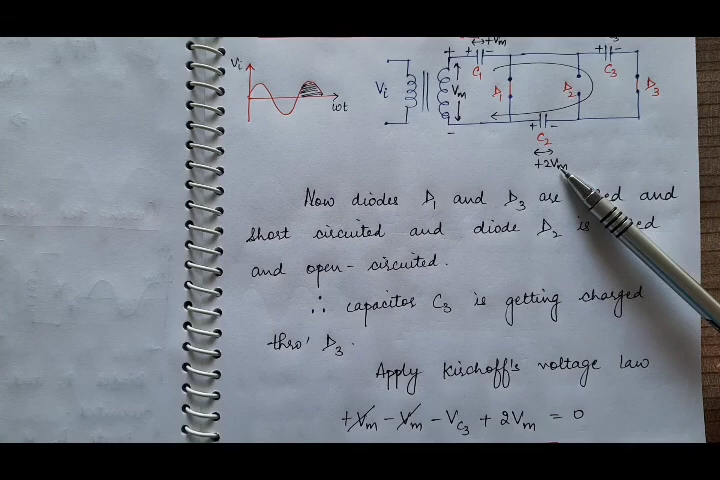 +Vm
+ -
C1
C3
+ -
Vi
Vi
Vm
+
-
D1
D2
D3
ωt
+ -
C2
+2Vm
Now diodes D1 and D3 are and
short circuited and diode D2 is
and open-circuited.
∴ capacitor C3 is getting charged
thro' D3.
Apply Kirchoff's voltage law
+Vm - Vm - VC3 + 2Vm = 0